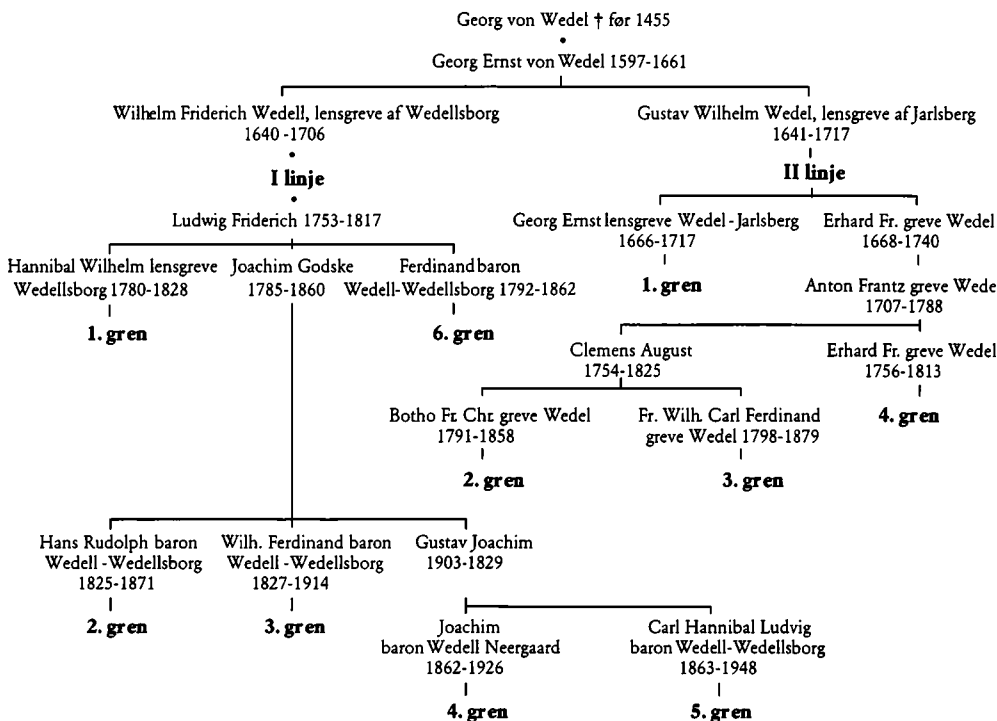 Georg von Wedel † før 1455
Georg Ernst von Wedel 1597-1661
Wilhelm Friderich Wedell, lensgreve af Wedellsborg
1640-1706
I linje
Gustav Wilhelm Wedel, lensgreve af Jarlsberg
1641-1717
II linje
Ludwig Friderich 1753-1817
Hannibal Wilhelm lensgreve
Wedellsborg 1780-1828
1. gren
Joachim Godske
1785-1860
Ferdinand baron
Wedell-Wedellsborg 1792-1862
6. gren
Georg Ernst lensgreve Wedel-Jarlsberg
1666-1717
1. gren
Erhard Fr. greve Wedel
1668-1740
Anton Frantz greve Wede
1707-1788
Clemens August
1754-1825
Erhard Fr. greve Wedel
1756-1813
4. gren
Botho Fr. Chr. greve Wedel
1791-1858
2. gren
Fr. Wilh. Carl Ferdinand
greve Wedel 1798-1879
3. gren
Hans Rudolph baron
Wedell-Wedellsborg
1825-1871
2. gren
Wilh. Ferdinand baron
Wedell-Wedellsborg
1827-1914
3. gren
Gustav Joachim
1903-1829
Joachim
baron Wedell Neergaard
1862-1926
4. gren
Carl Hannibal Ludvig
baron Wedell-Wedellsborg
1863-1948
5. gren